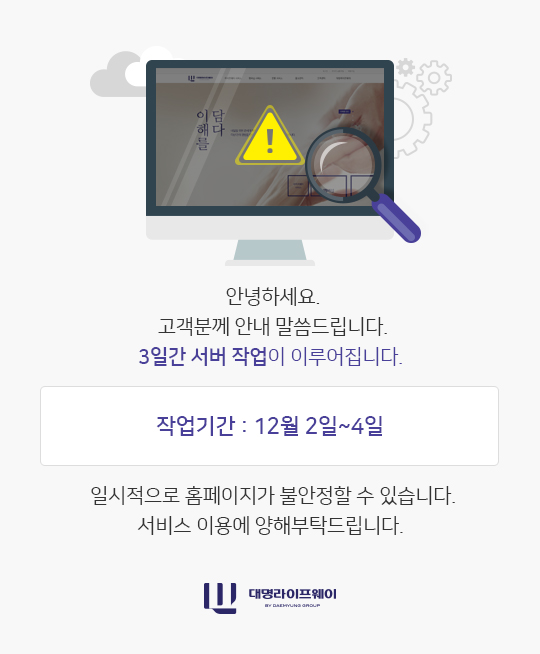 이해를
담다
!
안녕하세요.
고객분께 안내 말씀드립니다.
3일간 서버 작업이 이루어집니다.
작업기간 : 12월 2일~4일
일시적으로 홈페이지가 불안정할 수 있습니다.
서비스 이용에 양해부탁드립니다.
대명라이프웨이
BY DAEMYUNG GROUP